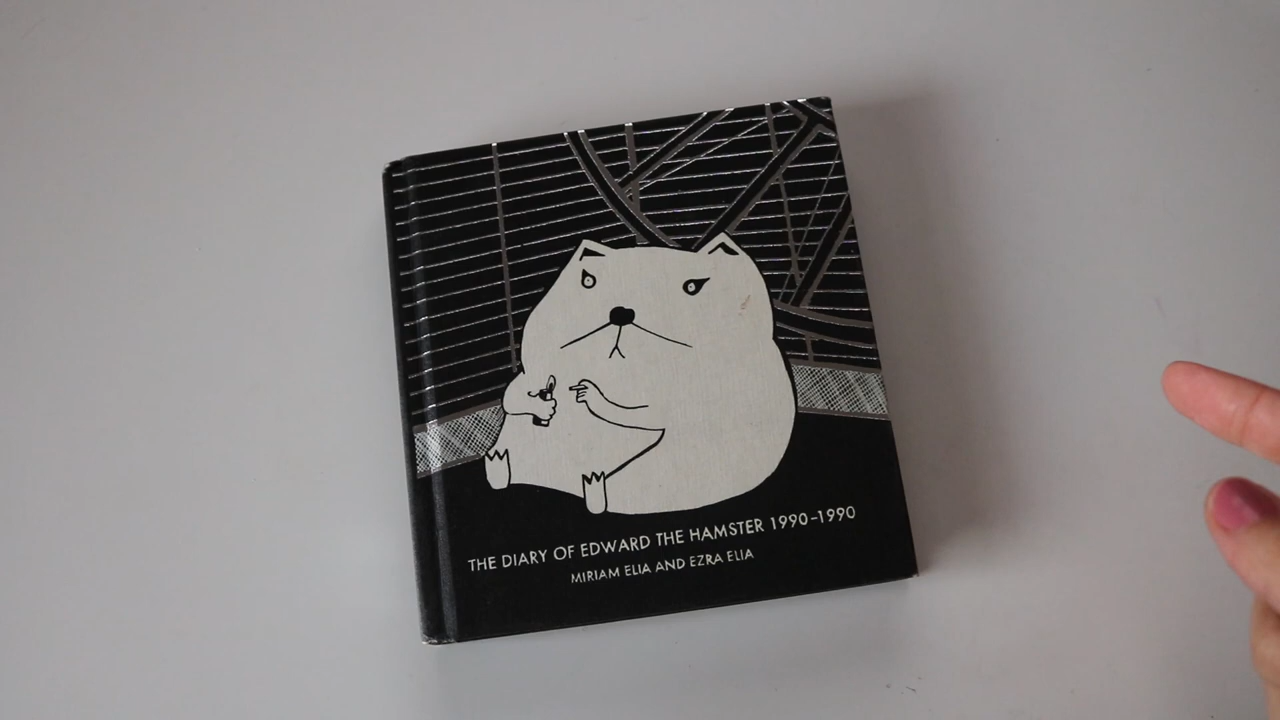 THE DIARY OF EDWARD THE HAMSTER 1990–1990
MIRIAM ELIA AND EZRA ELIA